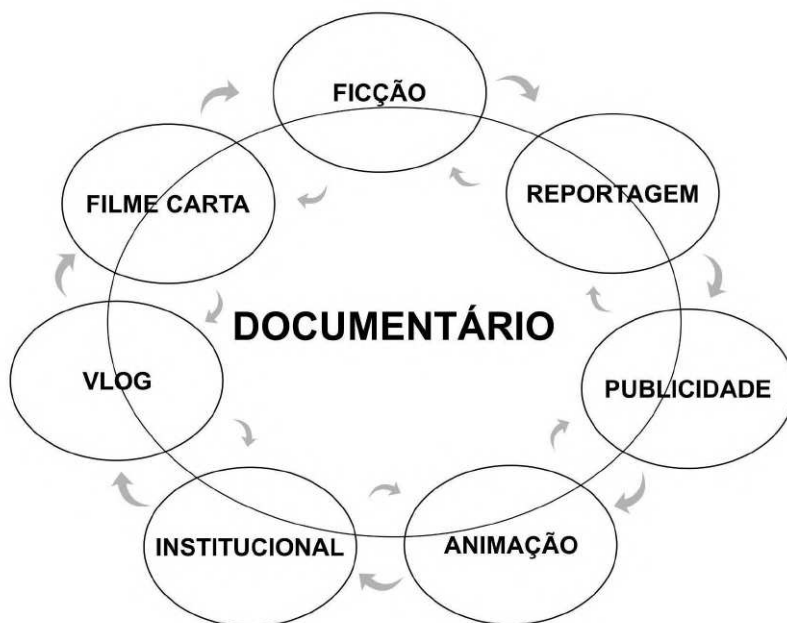 FICÇÃO
FILME CARTA
REPORTAGEM
DOCUMENTÁRIO
VLOG
PUBLICIDADE
INSTITUCIONAL
ANIMAÇÃO